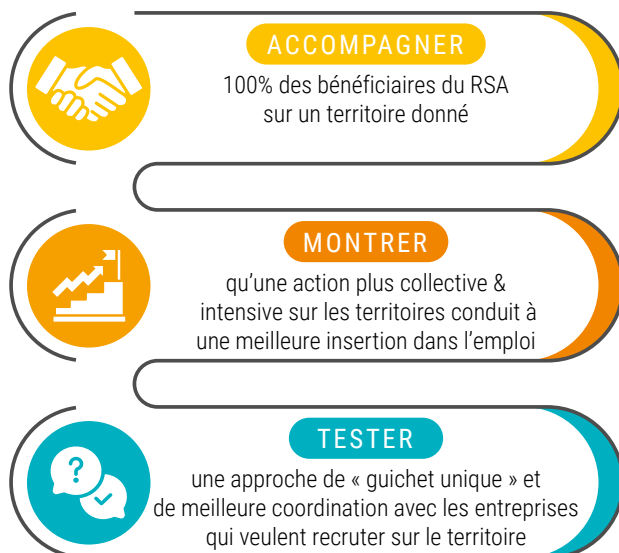 ACCOMPAGNER
100% des bénéficiaires du RSA
sur un territoire donné
MONTRER
qu’une action plus collective &
intensive sur les territoires conduit à
une meilleure insertion dans l’emploi
TESTER
une approche de « guichet unique » et
de meilleure coordination avec les entreprises
qui veulent recruter sur le territoire